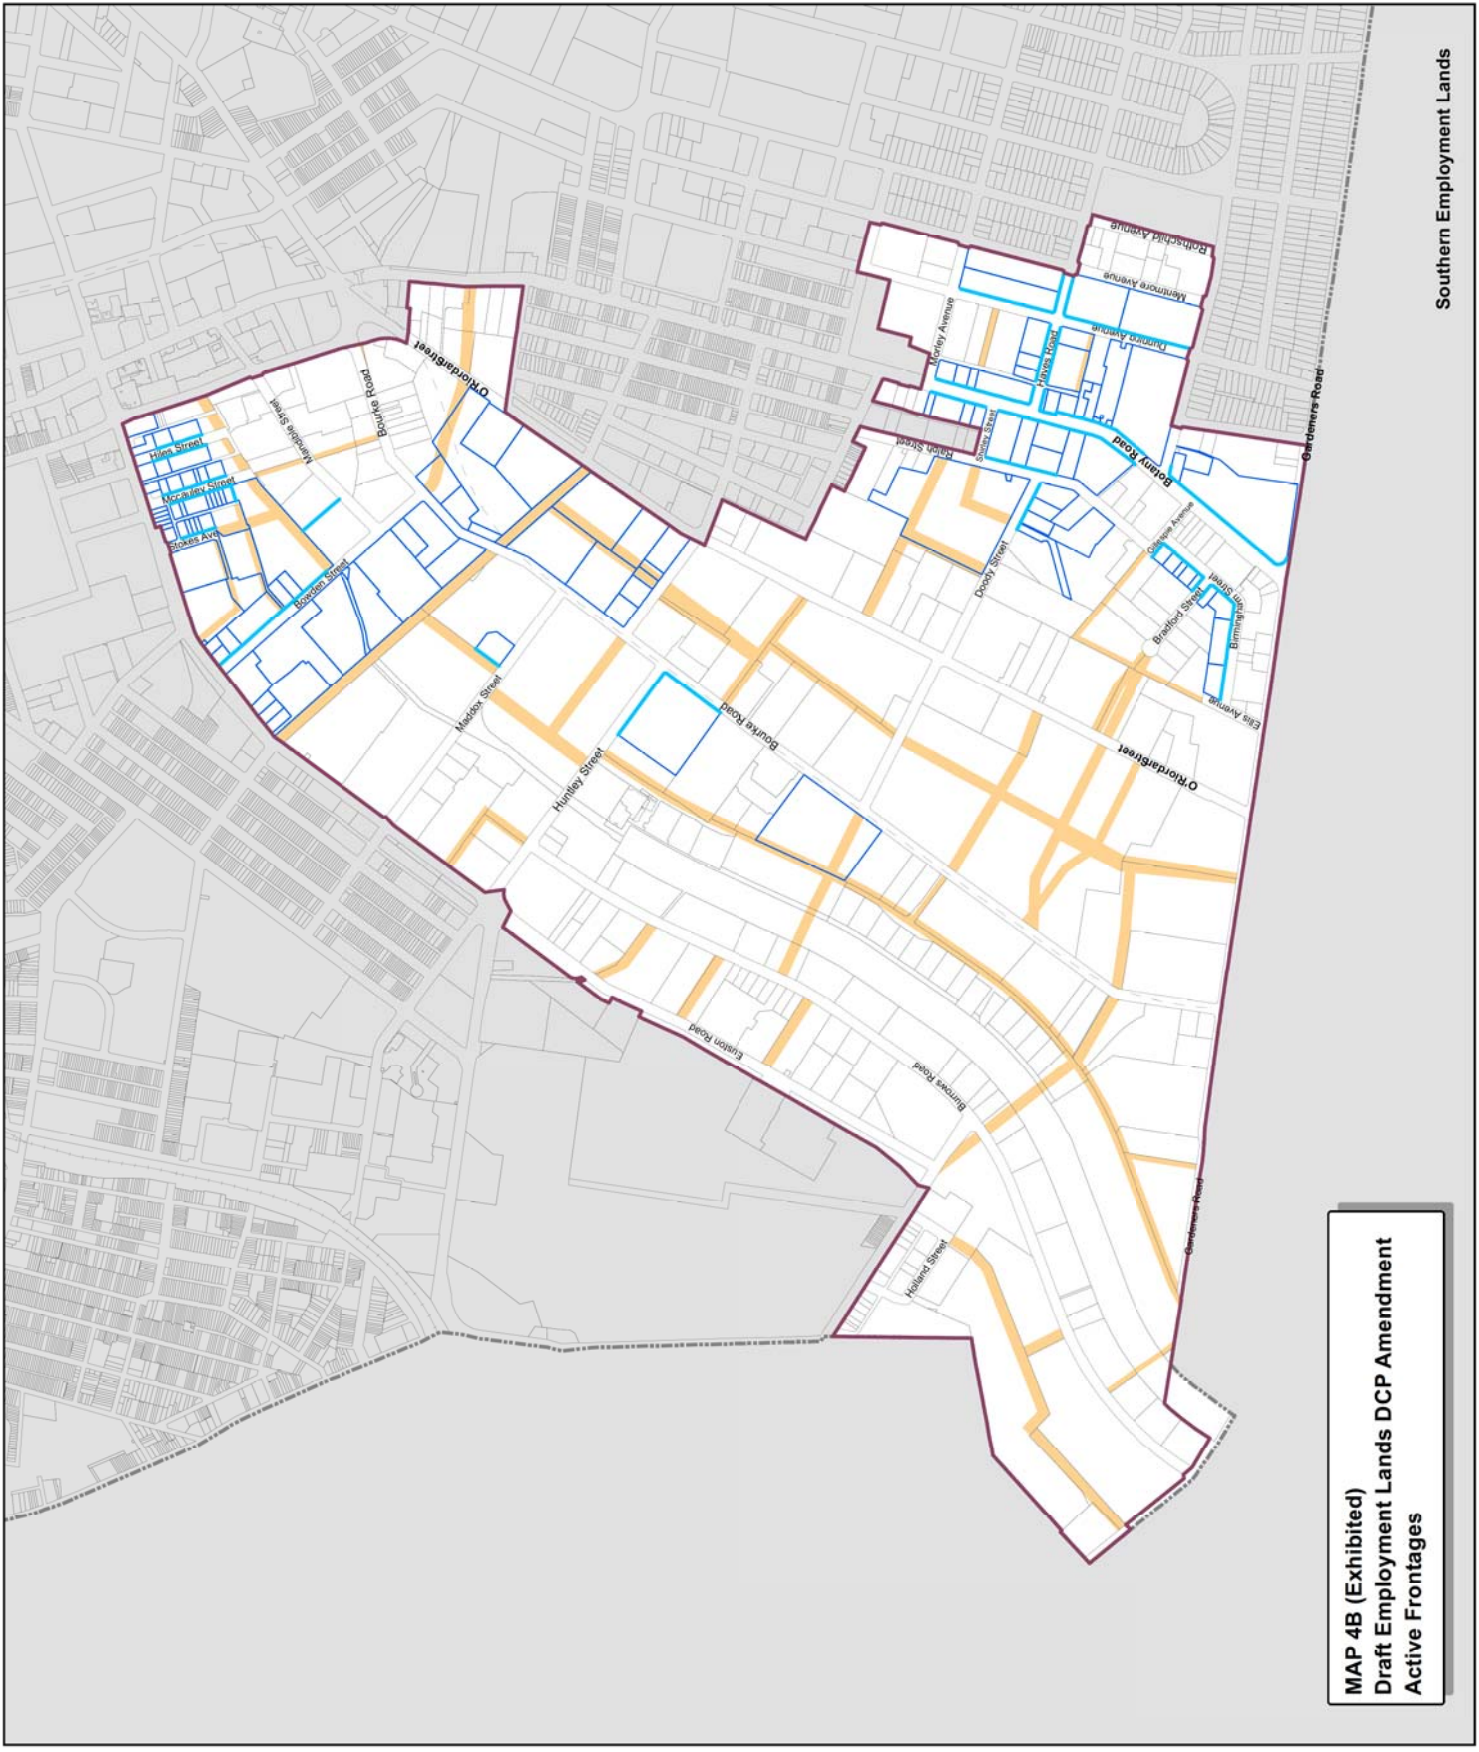 Southern Employment Lands
MAP 4B (Exhibited)
Draft Employment Lands DCP Amendment
Active Frontages
Hiles Street
Mccauley Street
Stokes Ave
Mandible Street
Bourke Road
O'RiordanStreet
Bowden Street
Maddox Street
Huntley Street
Bourke Road
Euston Road
Burrows Road
Holland Street
Gardeners Road
O'RiordanStreet
Doody Street
Ralph Street
Shirley Street
Morley Avenue
Hayes Road
Dunning Avenue
Mentmore Avenue
Rothschild Avenue
Botany Road
Gillespie Avenue
Bradford Street
Birmingham Street
Ellis Avenue
Gardeners Road